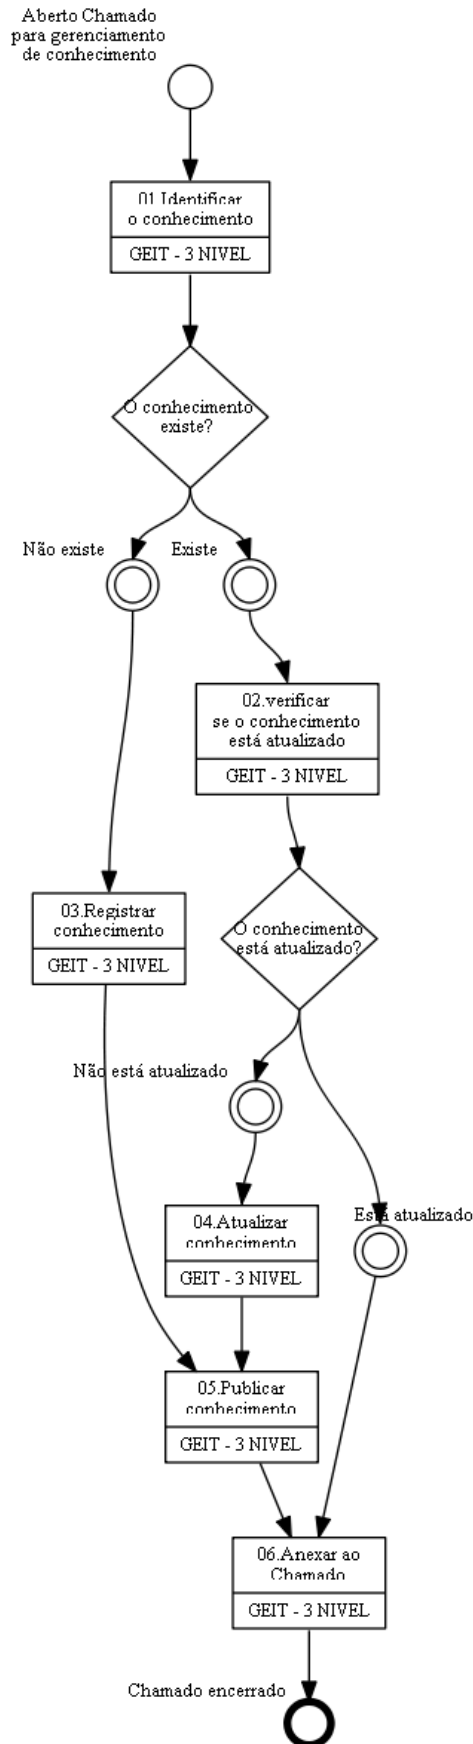 Aberto Chamado
para gerenciamento
de conhecimento
01.Identificar
o conhecimento
GEIT - 3 NIVEL
O conhecimento
existe?
Não existe
Existe
02.verificar
se o conhecimento
está atualizado
GEIT - 3 NIVEL
03.Registrar
conhecimento
GEIT - 3 NIVEL
O conhecimento
está atualizado?
Não está atualizado
04.Atualizar
conhecimento
GEIT - 3 NIVEL
Está atualizado
05.Publicar
conhecimento
GEIT - 3 NIVEL
06.Anexar ao
Chamado
GEIT - 3 NIVEL
Chamado encerrado